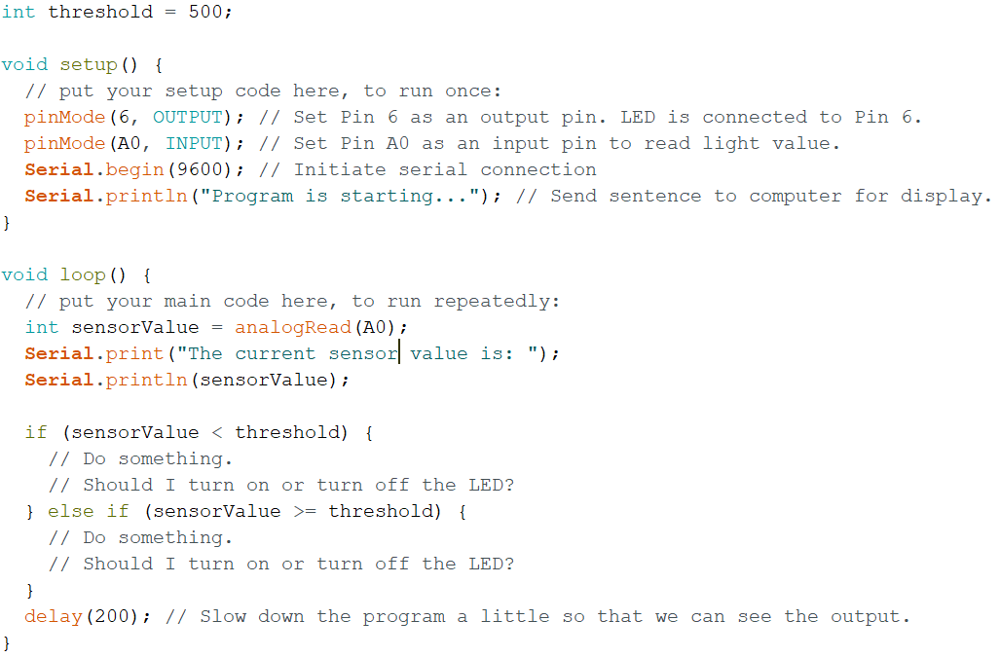 int threshold = 500;
void setup() {
  // put your setup code here, to run once:
  pinMode(6, OUTPUT); // Set Pin 6 as an output pin. LED is connected to Pin 6.
  pinMode(A0, INPUT); // Set Pin A0 as an input pin to read light value.
  Serial.begin(9600); // Initiate serial connection
  Serial.println("Program is starting..."); // Send sentence to computer for display.
}
void loop() {
  // put your main code here, to run repeatedly:
  int sensorValue = analogRead(A0);
  Serial.print("The current sensor value is: ");
  Serial.println(sensorValue);
  if (sensorValue < threshold) {
    // Do something.
    // Should I turn on or turn off the LED?
  } else if (sensorValue >= threshold) {
    // Do something.
    // Should I turn on or turn off the LED?
  }
  delay(200); // Slow down the program a little so that we can see the output.
}